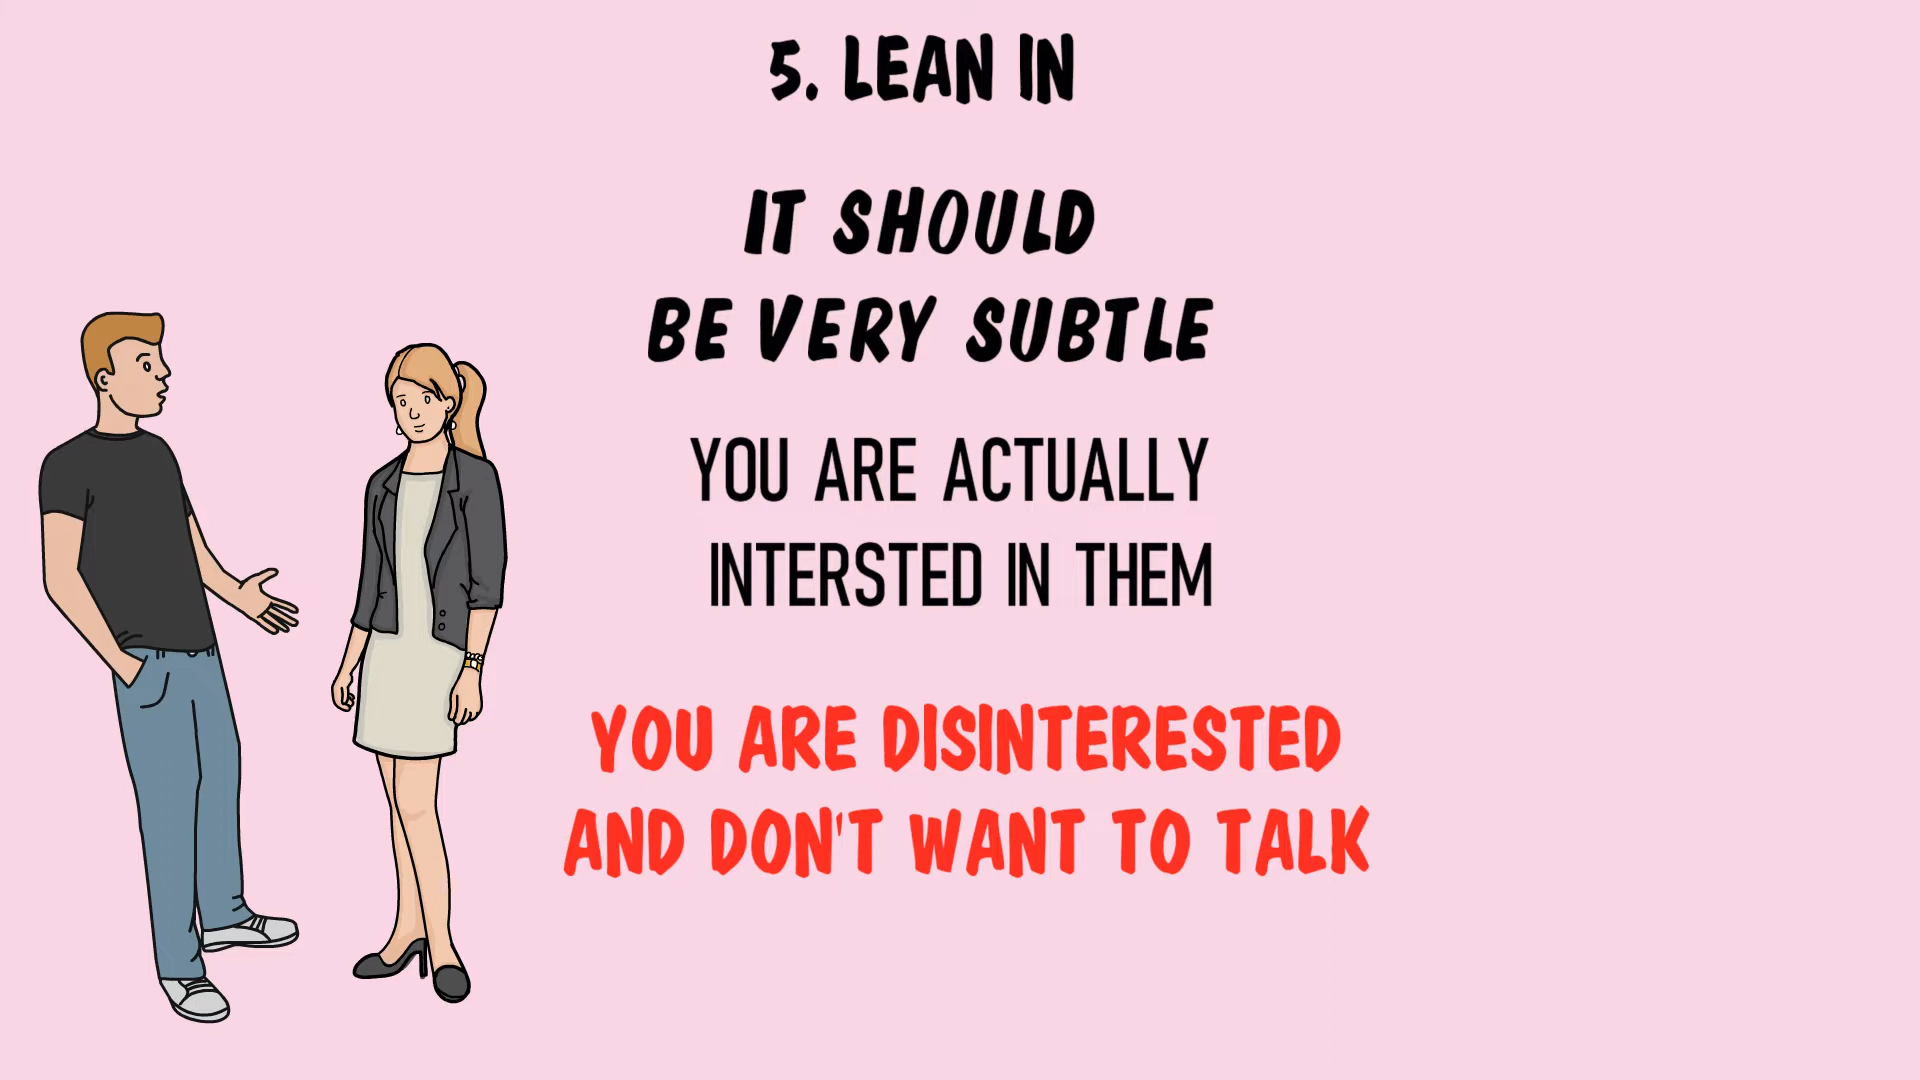 5. LEAN IN
IT SHOULD
BE VERY SUBTLE
YOU ARE ACTUALLY
INTERSTED IN THEM
YOU ARE DISINTERESTED
AND DON'T WANT TO TALK